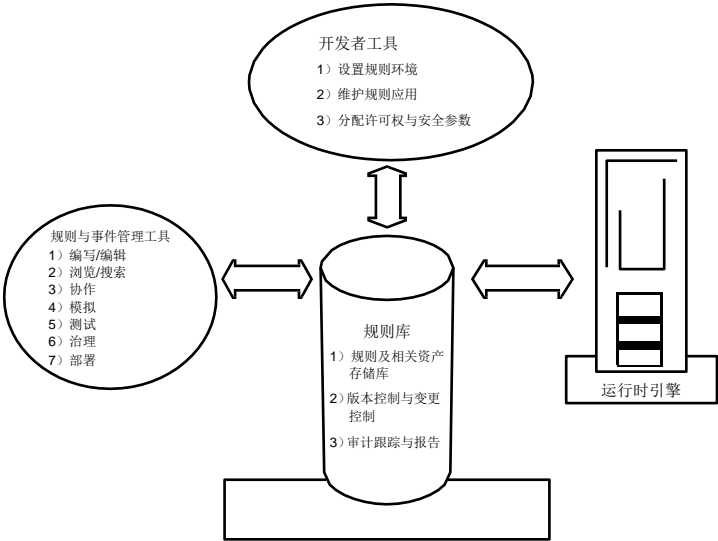 开发者工具
1）设置规则环境
2）维护规则应用
3）分配许可权与安全参数
规则与事件管理工具
1）编写/编辑
2）浏览/搜索
3）协作
4）模拟
5）测试
6）治理
7）部署
规则库
1）规则及相关资产
存储库
2）版本控制与变更
控制
3）审计跟踪与报告
运行时引擎